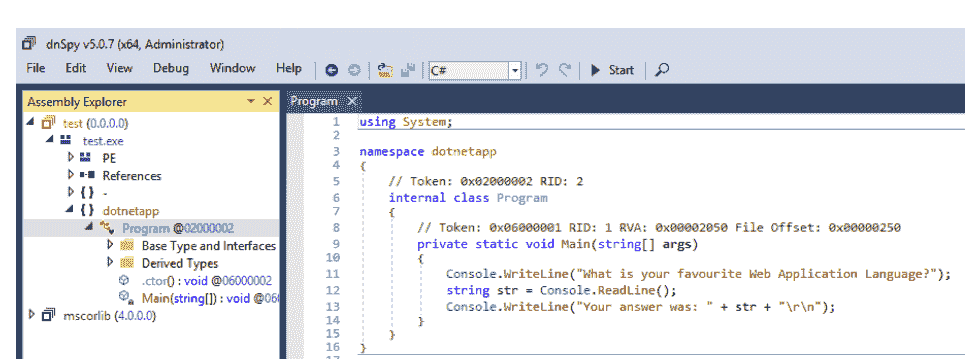 dnSpy v5.0.7 (x64, Administrator)
File Edit View Debug Window Help C# Start
Assembly Explorer
test (0.0.0.0)
test.exe
PE
References
{ } -
{ } dotnetapp
Program @02000002
Base Type and Interfaces
Derived Types
.ctor() : void @06000002
Main(string[]) : void @06
mscorlib (4.0.0.0)
Program
1 using System;
2
3 namespace dotnetapp
4 {
5 // Token: 0x02000002 RID: 2
6 internal class Program
7 {
8 // Token: 0x06000001 RID: 1 RVA: 0x00002050 File Offset: 0x00000250
9 private static void Main(string[] args)
10 {
11 Console.WriteLine("What is your favourite Web Application Language?");
12 string str = Console.ReadLine();
13 Console.WriteLine("Your answer was: " + str + "\r\n");
14 }
15 }
16 }